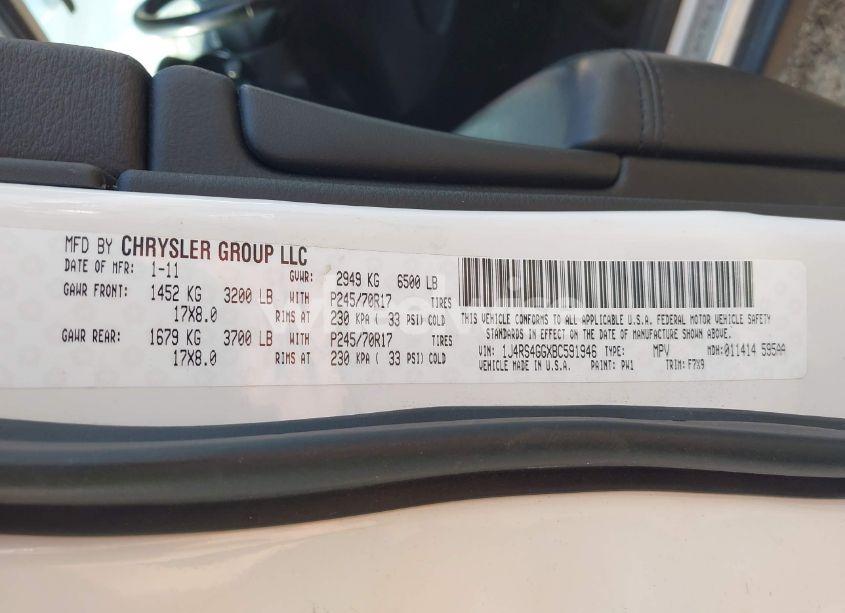 MFD BY CHRYSLER GROUP LLC
DATE OF MFR: 1-11 GVWR: 2949 KG 6500 LB
GAWR FRONT: 1452 KG 3200 LB WITH P245/70R17 TIRES
17X8.0 RIMS AT 230 KPA ( 33 PSI) COLD
GAWR REAR: 1679 KG 3700 LB WITH P245/70R17 TIRES
17X8.0 RIMS AT 230 KPA ( 33 PSI) COLD
THIS VEHICLE CONFORMS TO ALL APPLICABLE U.S.A. FEDERAL MOTOR VEHICLE SAFETY
STANDARDS IN EFFECT ON THE DATE OF MANUFACTURE SHOWN ABOVE.
VIN: 1J4RS4GGXBC591946 TYPE: MPV MDH: 011414 595AA
VEHICLE MADE IN U.S.A. PAINT: PW1 TRIM: F7X9